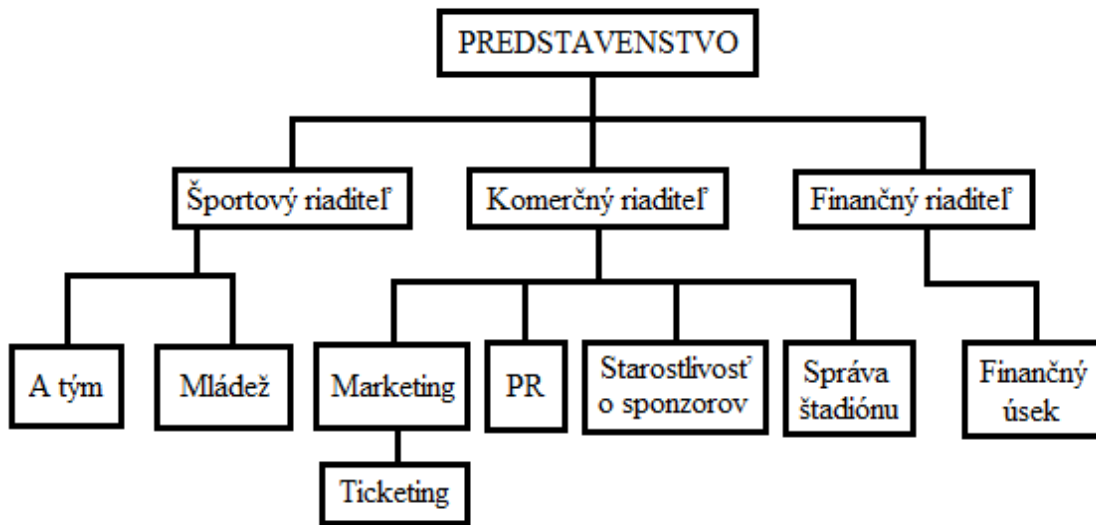 PREDSTAVENSTVO
Športový riaditeľ
Komerčný riaditeľ
Finančný riaditeľ
A tým
Mládež
Marketing
PR
Starostlivosť
o sponzorov
Správa
štadiónu
Finančný
úsek
Ticketing